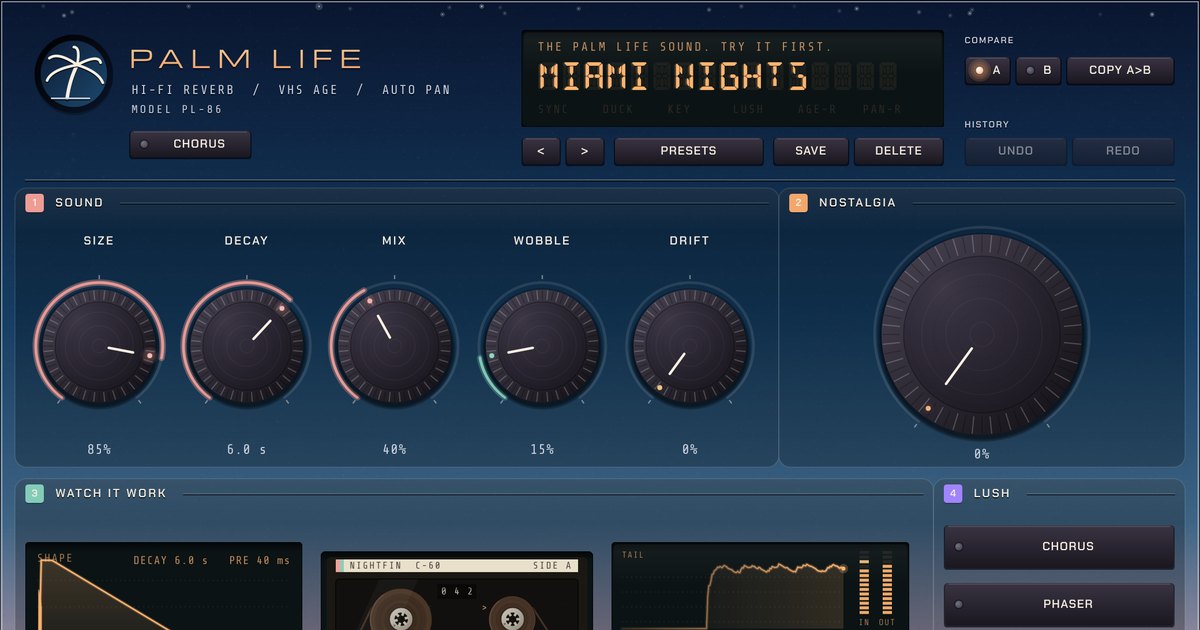 PALM LIFE
HI-FI REVERB / VHS AGE / AUTO PAN
MODEL PL-86
CHORUS
THE PALM LIFE SOUND. TRY IT FIRST.
MIAMI NIGHTS
SYNC DUCK KEY LUSH AGE-R PAN-R
< > PRESETS SAVE DELETE
COMPARE
A B COPY A>B
HISTORY
UNDO REDO
1 SOUND
SIZE DECAY MIX WOBBLE DRIFT
85% 6.0 s 40% 15% 0%
2 NOSTALGIA
0%
3 WATCH IT WORK
SHAPE DECAY 6.0 s PRE 40 ms
NIGHTFIN C-60 SIDE A
0 4 2
>
TAIL
IN OUT
4 LUSH
CHORUS
PHASER